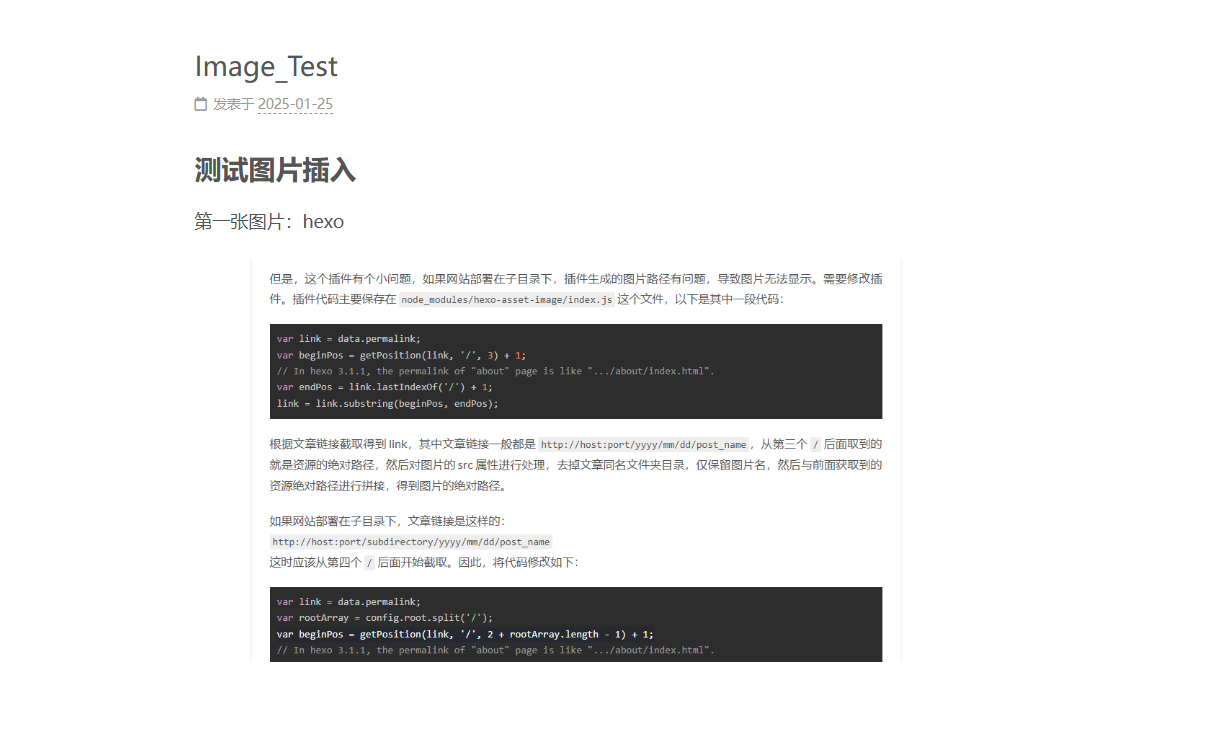 Image_Test
发表于 2025-01-25
测试图片插入
第一张图片：hexo
但是，这个插件有个小问题，如果网站部署在子目录下，插件生成的图片路径有问题，导致图片无法显示。需要修改插
件。插件代码主要保存在 node_modules/hexo-asset-image/index.js 这个文件，以下是其中一段代码：
var link = data.permalink;
var beginPos = getPosition(link, '/', 3) + 1;
// In hexo 3.1.1, the permalink of "about" page is like ".../about/index.html".
var endPos = link.lastIndexOf('/') + 1;
link = link.substring(beginPos, endPos);
根据文章链接截取得到 link，其中文章链接一般都是 http://host:port/yyyy/mm/dd/post_name，从第三个 / 后面取到的
就是资源的绝对路径，然后对图片的 src 属性进行处理，去掉文章同名文件夹目录，仅保留图片名，然后与前面获取到的
资源绝对路径进行拼接，得到图片的绝对路径。
如果网站部署在子目录下，文章链接是这样的：
http://host:port/subdirectory/yyyy/mm/dd/post_name
这时应该从第四个 / 后面开始截取。因此，将代码修改如下：
var link = data.permalink;
var rootArray = config.root.split('/');
var beginPos = getPosition(link, '/', 2 + rootArray.length - 1) + 1;
// In hexo 3.1.1, the permalink of "about" page is like ".../about/index.html".